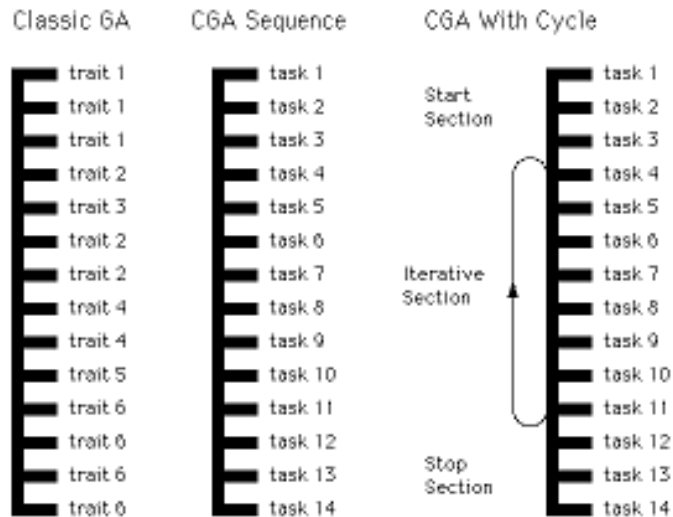 Classic GA
trait 1
trait 1
trait 1
trait 2
trait 3
trait 2
trait 2
trait 4
trait 4
trait 5
trait 6
trait 6
trait 6
trait 6
CGA Sequence
task 1
task 2
task 3
task 4
task 5
task 6
task 7
task 8
task 9
task 10
task 11
task 12
task 13
task 14
CGA With Cycle
Start
Section
Iterative
Section
Stop
Section
task 1
task 2
task 3
task 4
task 5
task 6
task 7
task 8
task 9
task 10
task 11
task 12
task 13
task 14